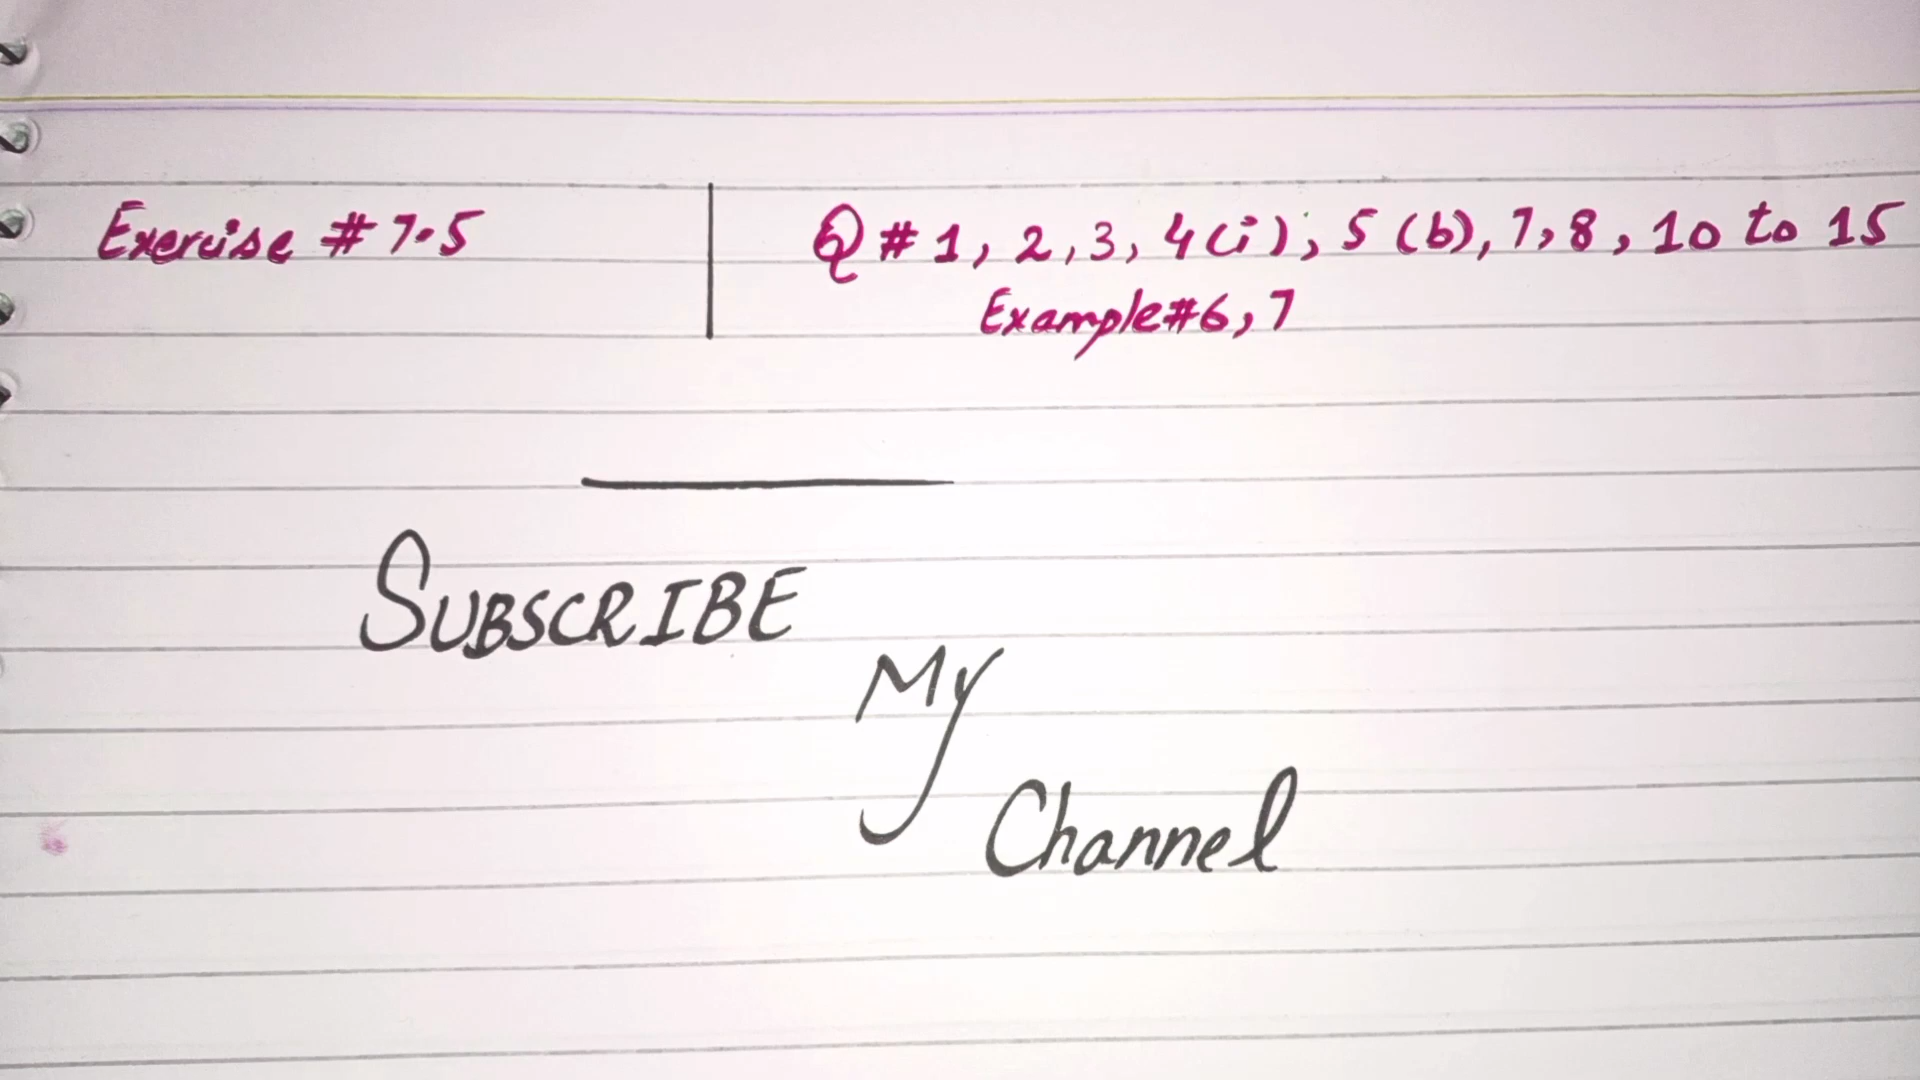 Exercise # 7.5
Q # 1, 2, 3, 4(i), 5 (b), 7, 8, 10 to 15
Example # 6, 7
SUBSCRIBE
My
Channel